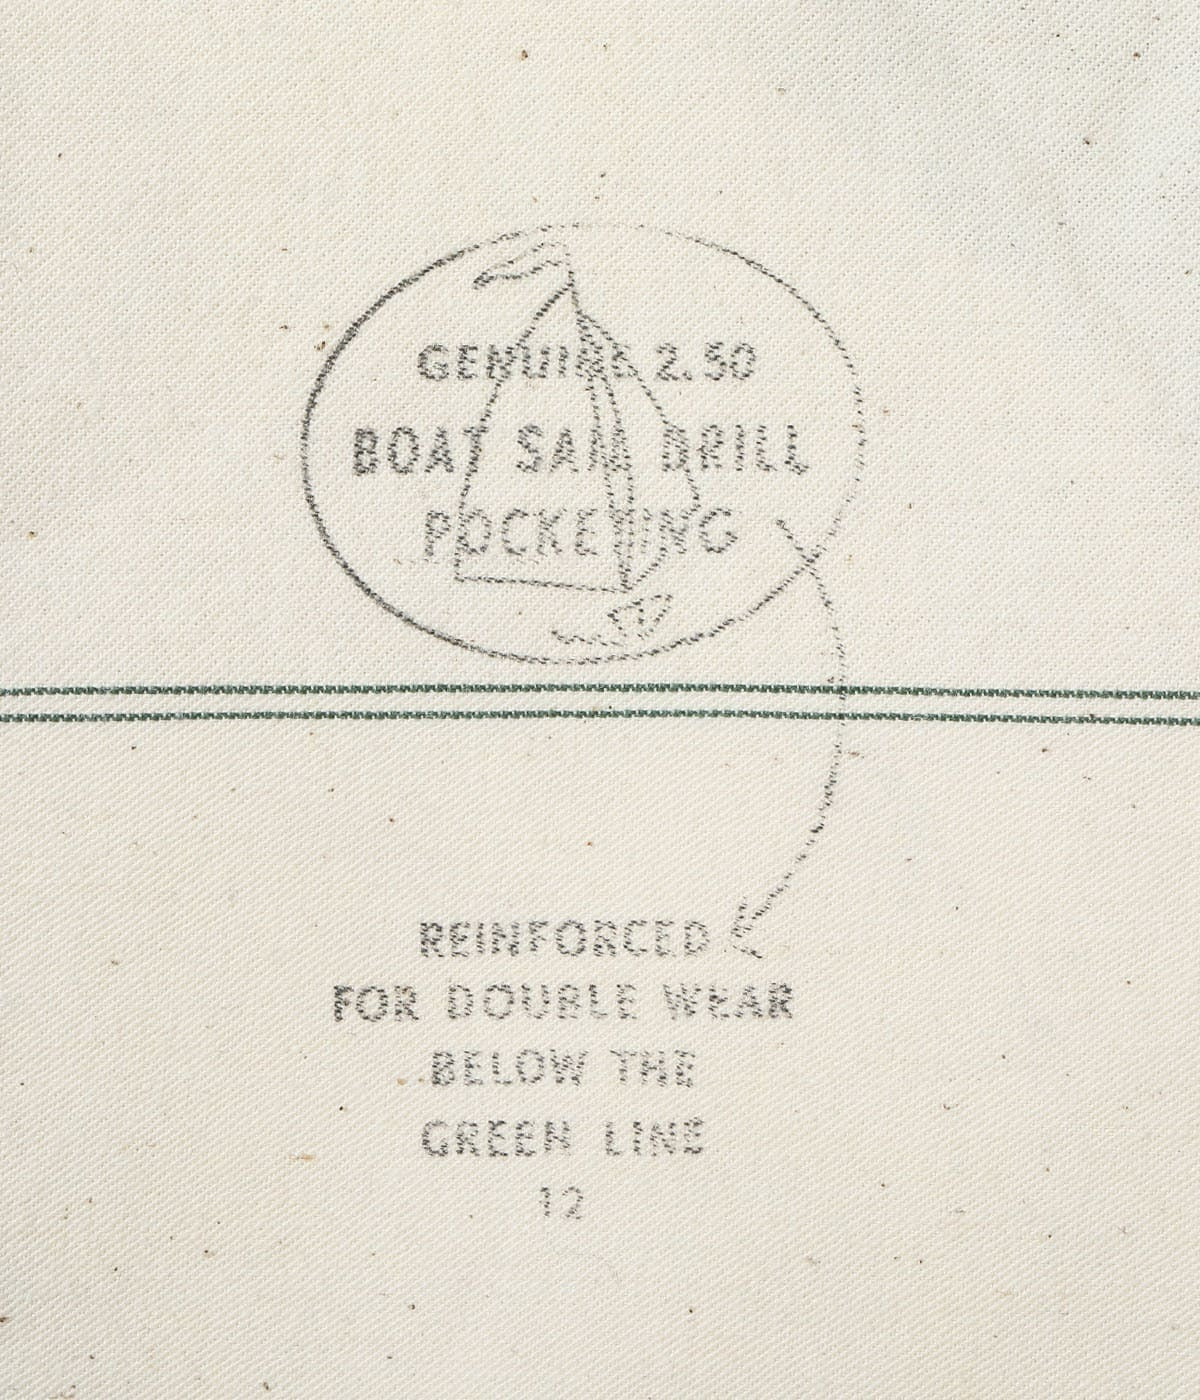 GENUINE 2.50
BOAT SAIL DRILL
POCKETING
REINFORCED
FOR DOUBLE WEAR
BELOW THE
GREEN LINE
12